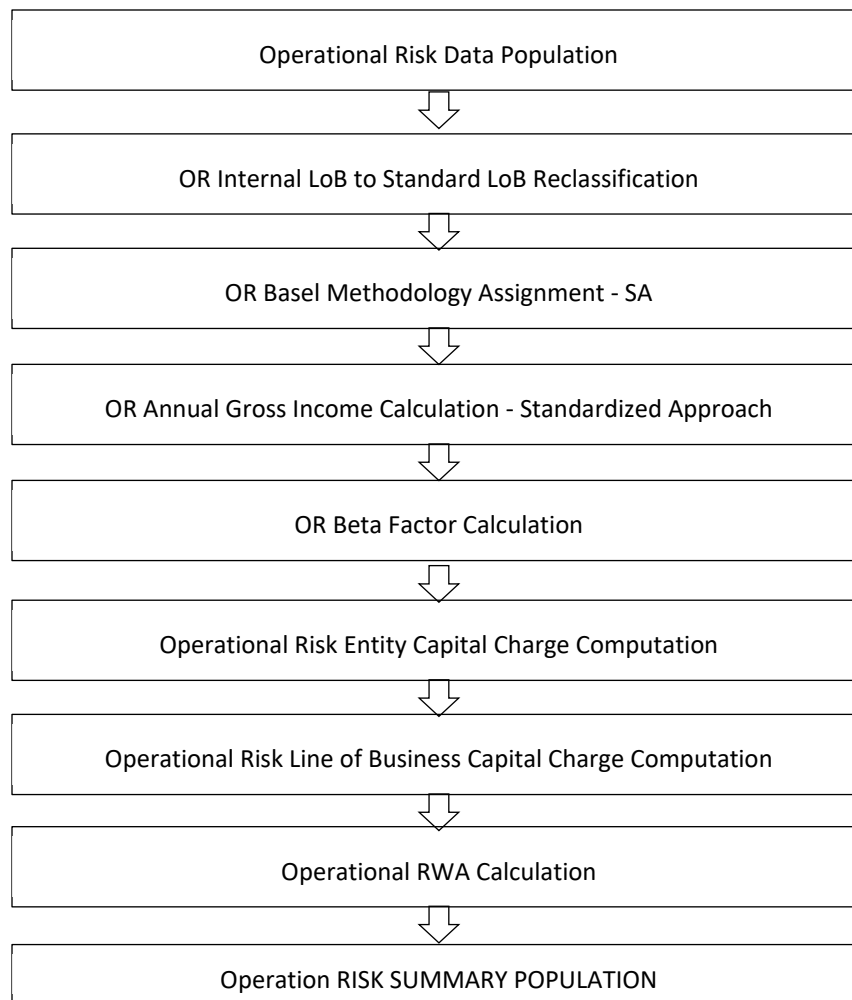 Operational Risk Data Population
OR Internal LoB to Standard LoB Reclassification
OR Basel Methodology Assignment - SA
OR Annual Gross Income Calculation - Standardized Approach
OR Beta Factor Calculation
Operational Risk Entity Capital Charge Computation
Operational Risk Line of Business Capital Charge Computation
Operational RWA Calculation
Operation RISK SUMMARY POPULATION